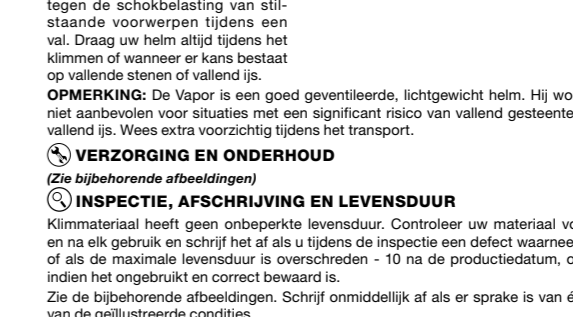 tegen de schokbelasting van stil-
staande voorwerpen tijdens een
val. Draag uw helm altijd tijdens het
klimmen of wanneer er kans bestaat
op vallende stenen of vallend ijs.
OPMERKING: De Vapor is een goed geventileerde, lichtgewicht helm. Hij wo
niet aanbevolen voor situaties met een significant risico van vallend gesteente
vallend ijs. Wees extra voorzichtig tijdens het transport.
VERZORGING EN ONDERHOUD
(Zie bijbehorende afbeeldingen)
INSPECTIE, AFSCHRIJVING EN LEVENSDUUR
Klimmateriaal heeft geen onbeperkte levensduur. Controleer uw materiaal vo
en na elk gebruik en schrijf het af als u tijdens de inspectie een defect waarnee
of als de maximale levensduur is overschreden - 10 na de productiedatum, o
indien het ongebruikt en correct bewaard is.
Zie de bijbehorende afbeeldingen. Schrijf onmiddellijk af als er sprake is van é
van de geïllustreerde condities